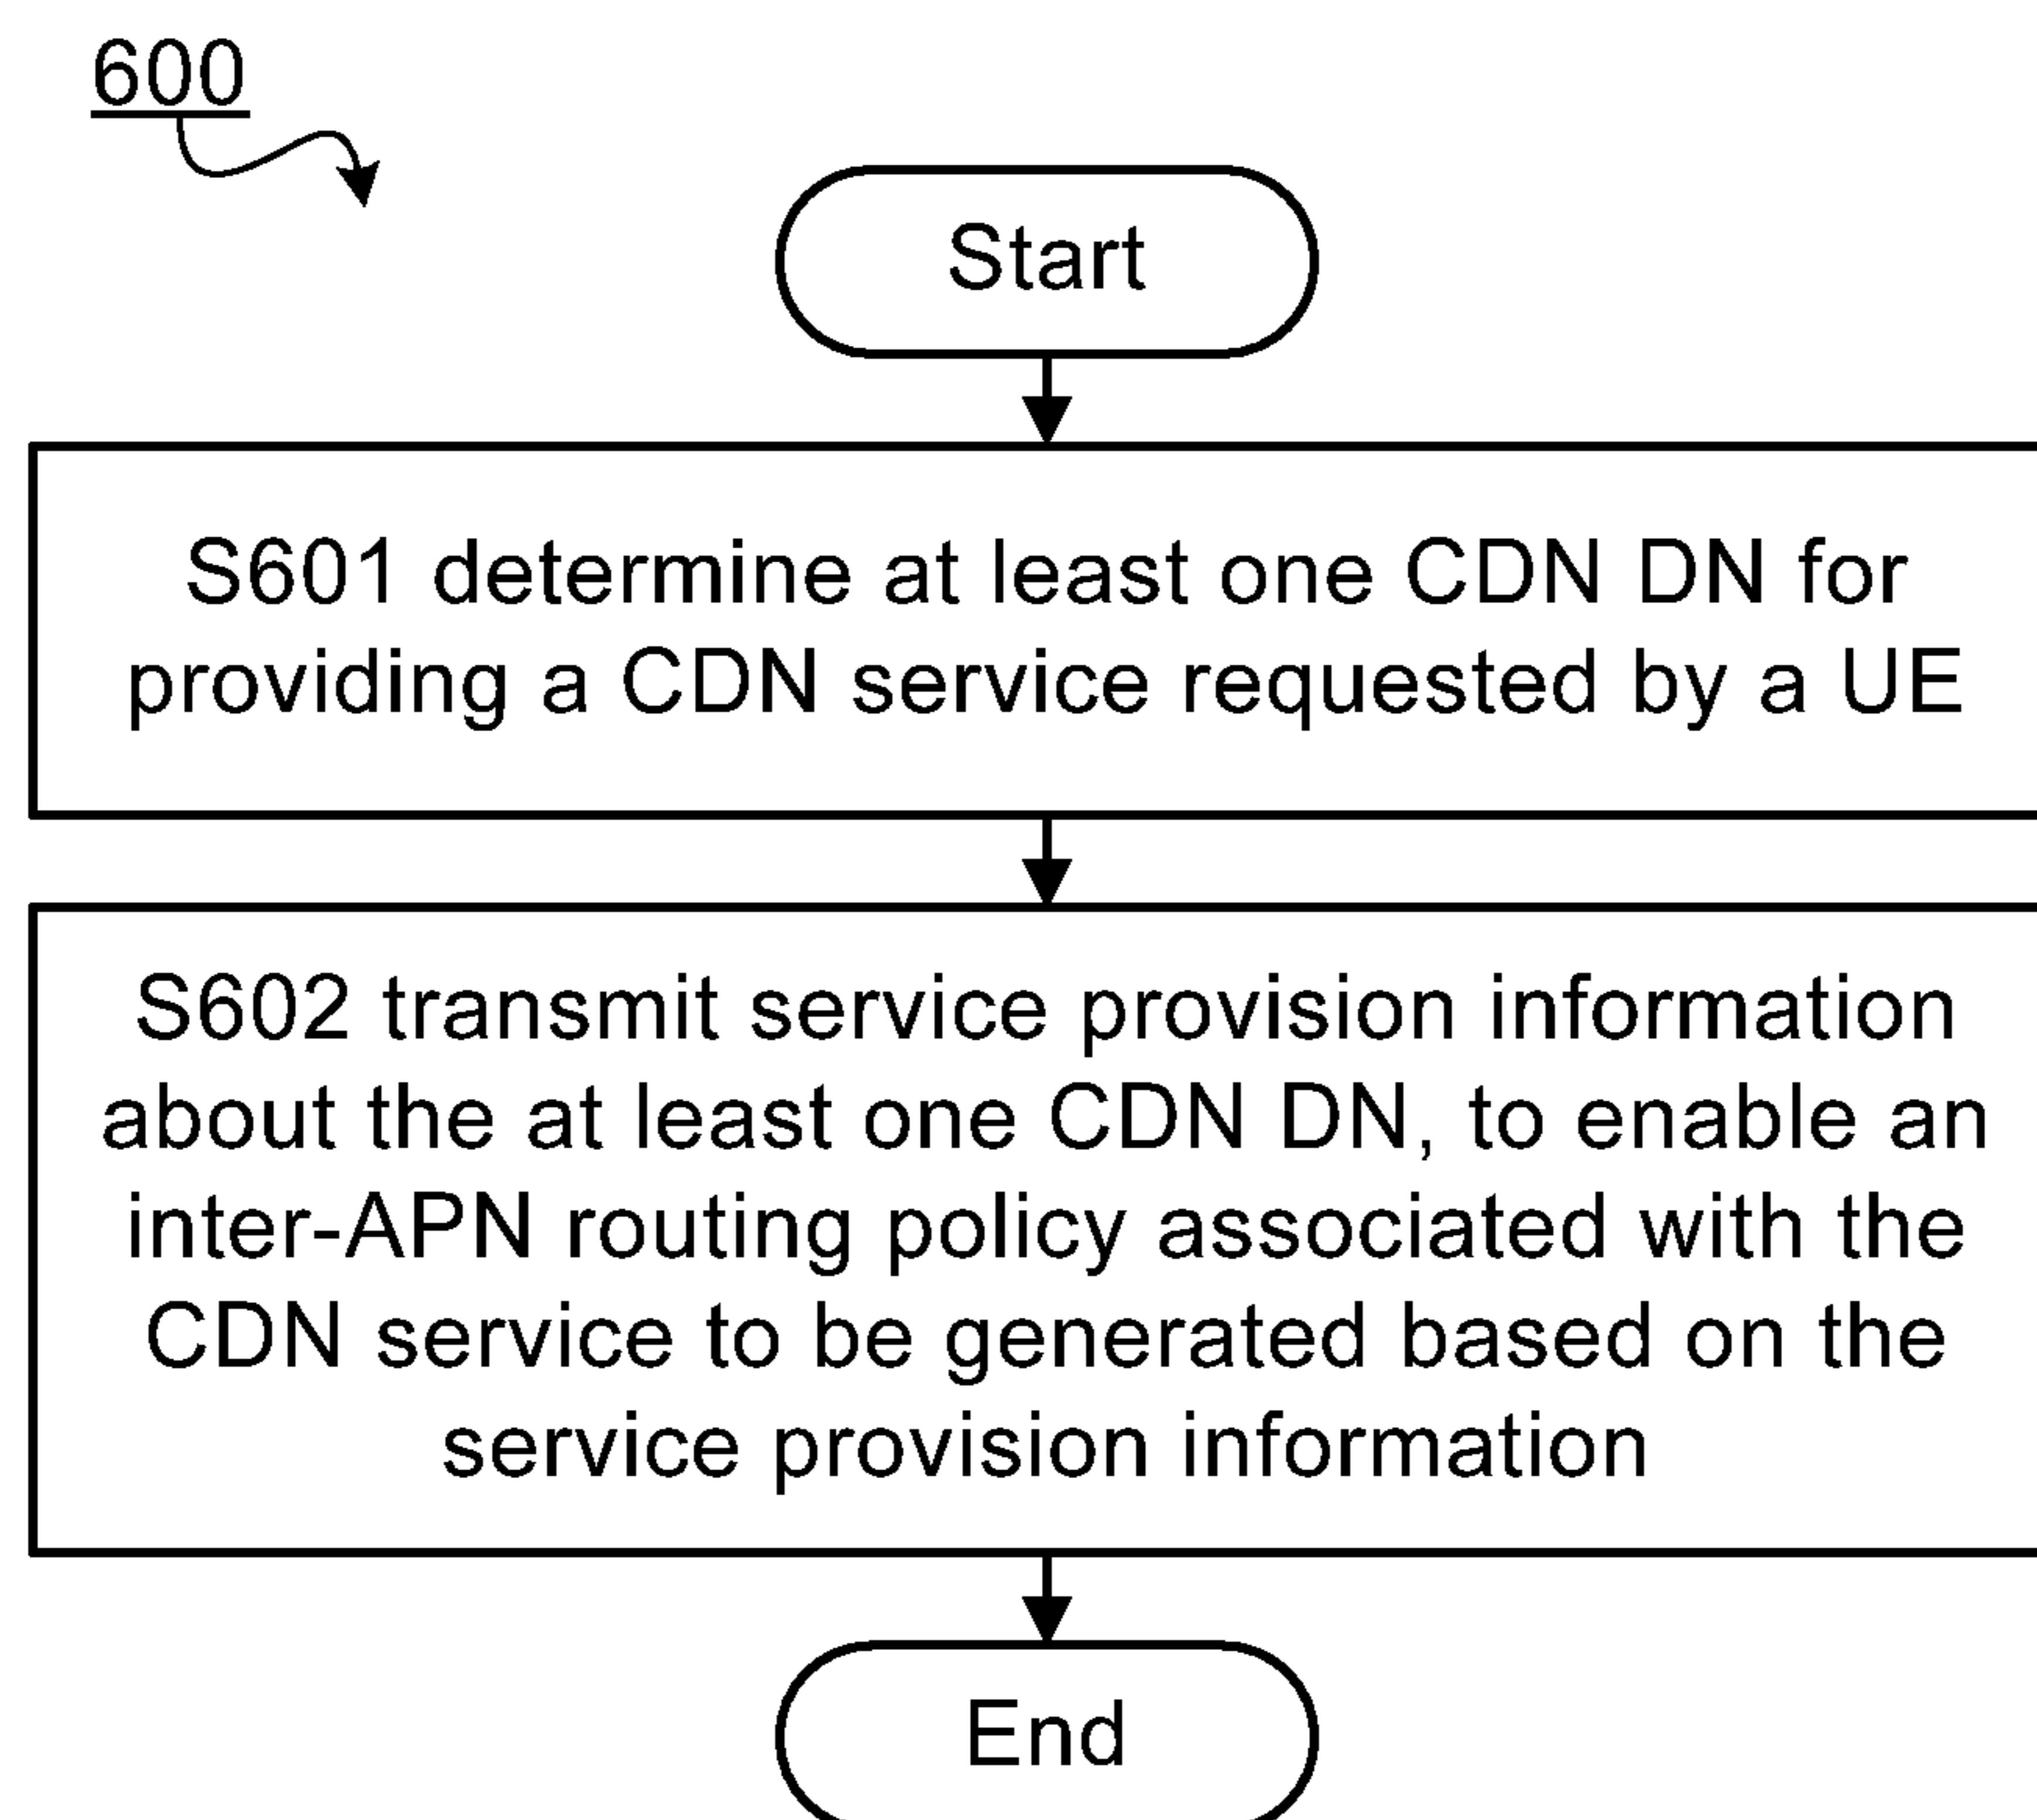 600
Start
S601 determine at least one CDN DN for
providing a CDN service requested by a UE
S602 transmit service provision information
about the at least one CDN DN, to enable an
inter-APN routing policy associated with the
CDN service to be generated based on the
service provision information
End